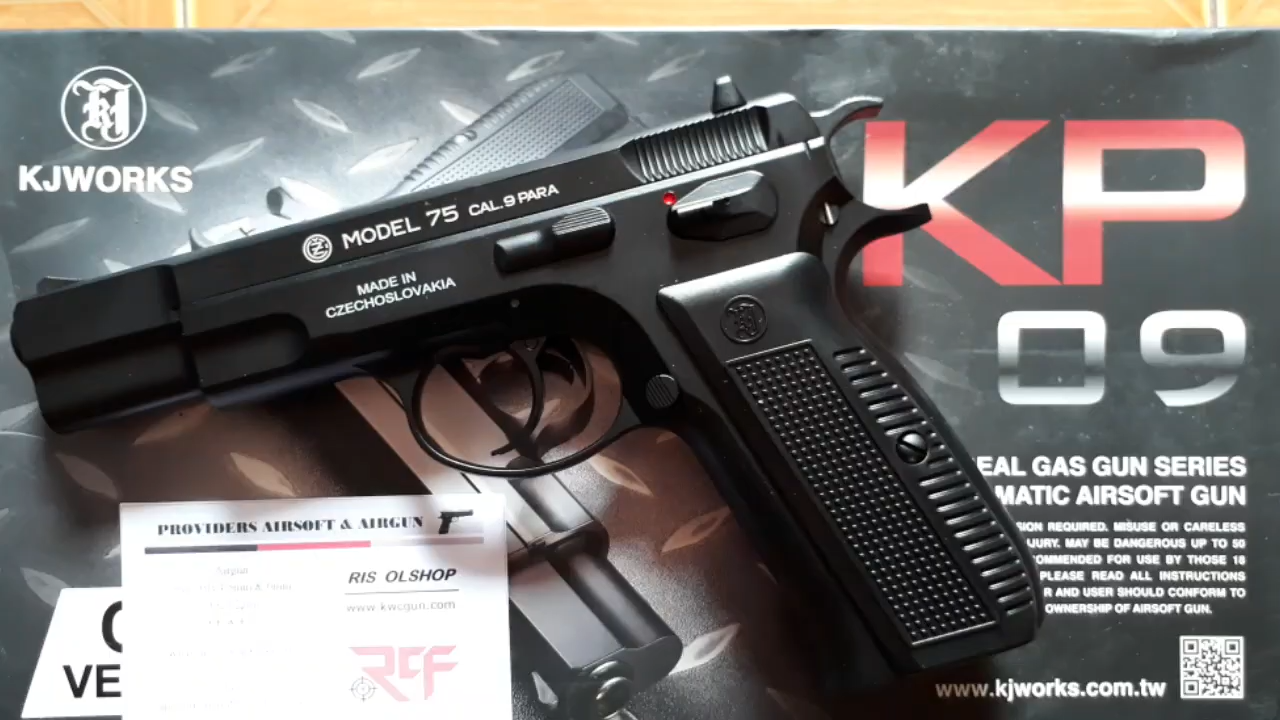 KJWORKS
KP
09
MODEL 75 CAL.9 PARA
MADE IN
CZECHOSLOVAKIA
EAL GAS GUN SERIES
MATIC AIRSOFT GUN
SION REQUIRED. MISUSE OR CARELESS
JURY. MAY BE DANGEROUS UP TO 50
OMMENDED FOR USE BY THOSE 18
PLEASE READ ALL INSTRUCTIONS
R AND USER SHOULD CONFORM TO
OWNERSHIP OF AIRSOFT GUN.
www.kjworks.com.tw
PROVIDERS AIRSOFT & AIRGUN
Airgun
RIS OLSHOP
www.kwcgun.com
RCF
VE